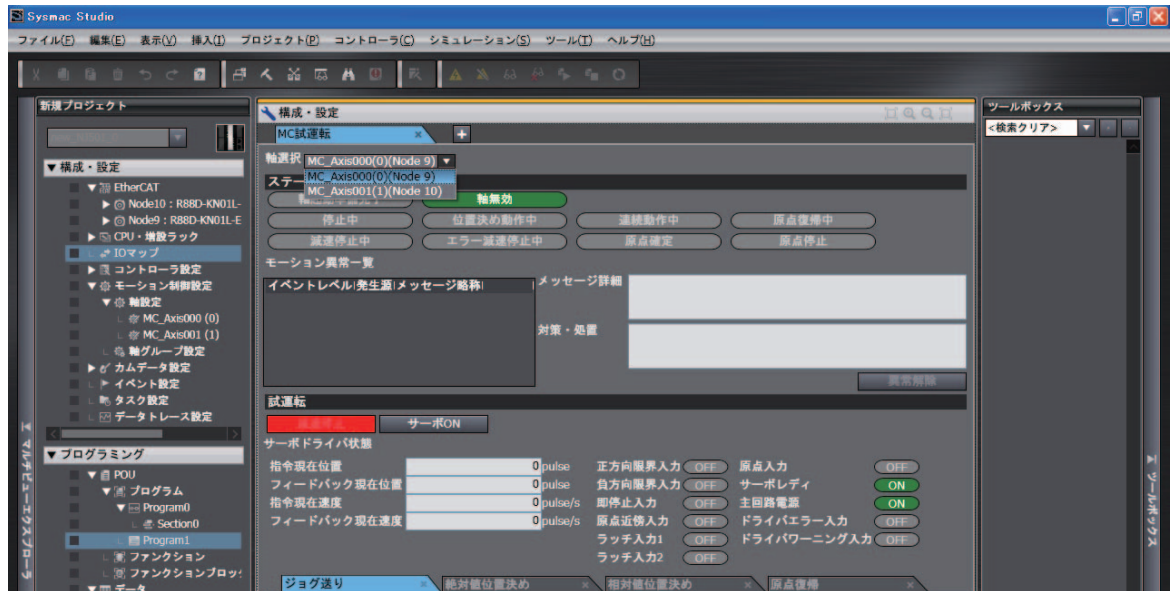 Sysmac Studio
ファイル(F) 編集(E) 表示(V) 挿入(I) プロジェクト(P) コントローラ(C) シミュレーション(S) ツール(T) ヘルプ(H)
新規プロジェクト
構成・設定
EtherCAT
Node10 : R88D-KN01L-
Node9 : R88D-KN01L-E
CPU・増設ラック
IOマップ
コントローラ設定
モーション制御設定
軸設定
MC_Axis000 (0)
MC_Axis001 (1)
軸グループ設定
カムデータ設定
イベント設定
タスク設定
データトレース設定
プログラミング
POU
プログラム
Program0
Section0
Program1
ファンクション
ファンクションブロック
データ
マルチビューエクスプローラ
構成・設定
MC試運転
軸選択 MC_Axis000(0)(Node 9)
MC_Axis000(0)(Node 9)
MC_Axis001(1)(Node 10)
ステー
軸無効
停止中 位置決め動作中 連続動作中 原点復帰中
減速停止中 エラー減速停止中 原点確定 原点停止
モーション異常一覧
イベントレベル 発生源 メッセージ略称
メッセージ詳細
対策・処置
異常解除
試運転
サーボON
サーボドライバ状態
指令現在位置 0 pulse 正方向限界入力 OFF 原点入力 OFF
フィードバック現在位置 0 pulse 負方向限界入力 OFF サーボレディ ON
指令現在速度 0 pulse/s 即停止入力 OFF 主回路電源 ON
フィードバック現在速度 0 pulse/s 原点近傍入力 OFF ドライバエラー入力 OFF
ラッチ入力1 OFF ドライバワーニング入力 OFF
ラッチ入力2 OFF
ジョグ送り 絶対値位置決め 相対値位置決め 原点復帰
ツールボックス
<検索クリア>
ツールボックス